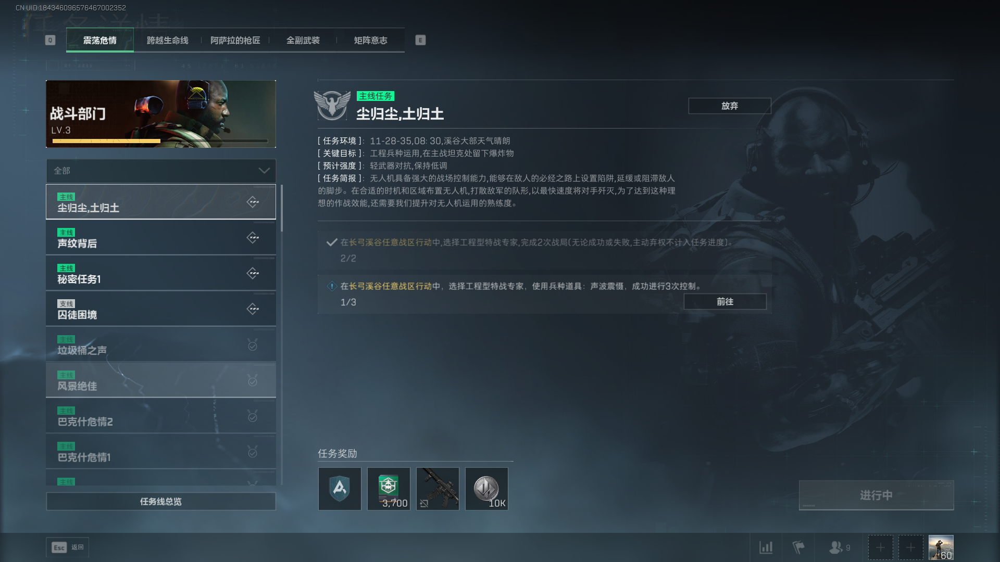 CN UID:184346096576467002352
任务详情
Q
震荡危情
跨越生命线
阿萨拉的枪匠
全副武装
矩阵意志
E
战斗部门
LV.3
全部
主线
尘归尘,土归土
主线
声纹背后
主线
秘密任务1
支线
囚徒困境
主线
垃圾桶之声
主线
风景绝佳
主线
巴克什危情2
主线
巴克什危情1
主线
任务线总览
主线任务
尘归尘,土归土
放弃
[ 任务环境 ]: 11-28-35,08: 30,溪谷大部天气晴朗
[ 关键目标 ]: 工程兵种运用,在主战坦克处留下爆炸物
[ 预计强度 ]: 轻武器对抗,保持低调
[ 任务简报 ]: 无人机具备强大的战场控制能力,能够在敌人的必经之路上设置陷阱,延缓或阻滞敌人
的脚步。在合适的时机和区域布置无人机,打散敌军的队形,以最快速度将对手歼灭,为了达到这种理
想的作战效能,还需要我们提升对无人机运用的熟练度。
在长弓溪谷任意战区行动中,选择工程型特战专家,完成2次战局(无论成功或失败,主动弃权不计入任务进度)。
2/2
在长弓溪谷任意战区行动中，选择工程型特战专家，使用兵种道具：声波震慑，成功进行3次控制。
1/3
前往
任务奖励
3,700
10K
进行中
Esc 返回
9
60